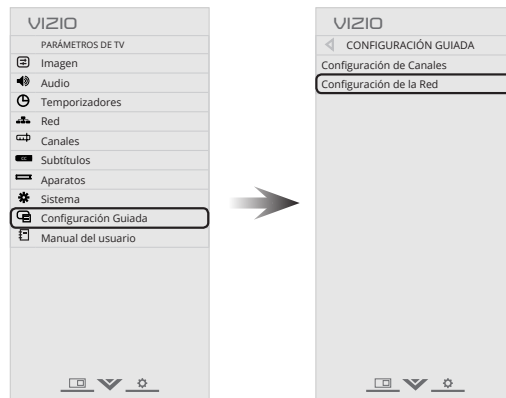 VIZIO
PARÁMETROS DE TV
Imagen
Audio
Temporizadores
Red
Canales
Subtítulos
Aparatos
Sistema
Configuración Guiada
Manual del usuario
VIZIO
CONFIGURACIÓN GUIADA
Configuración de Canales
Configuración de la Red